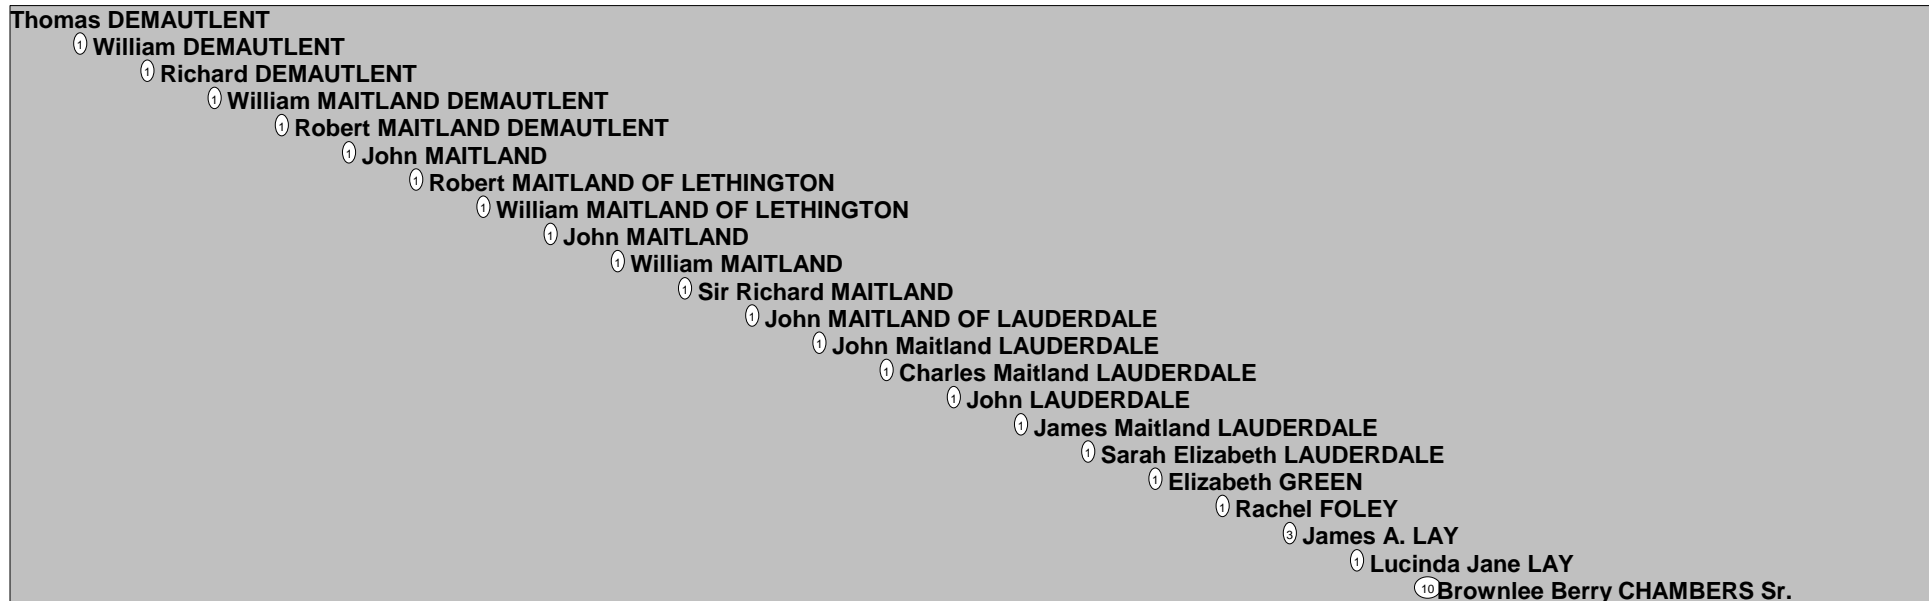 Thomas DEMAUTLENT
1 William DEMAUTLENT
1 Richard DEMAUTLENT
1 William MAITLAND DEMAUTLENT
1 Robert MAITLAND DEMAUTLENT
1 John MAITLAND
1 Robert MAITLAND OF LETHINGTON
1 William MAITLAND OF LETHINGTON
1 John MAITLAND
1 William MAITLAND
1 Sir Richard MAITLAND
1 John MAITLAND OF LAUDERDALE
1 John Maitland LAUDERDALE
1 Charles Maitland LAUDERDALE
1 John LAUDERDALE
1 James Maitland LAUDERDALE
1 Sarah Elizabeth LAUDERDALE
1 Elizabeth GREEN
1 Rachel FOLEY
3 James A. LAY
1 Lucinda Jane LAY
10 Brownlee Berry CHAMBERS Sr.